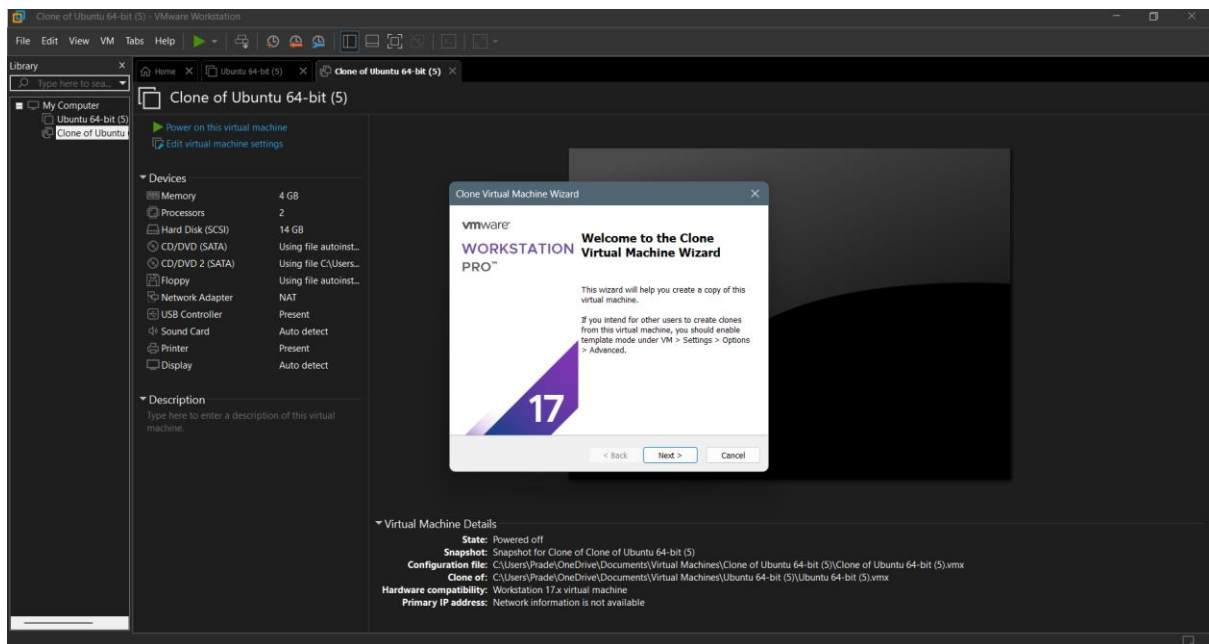 Clone of Ubuntu 64-bit (5) - VMware Workstation
File Edit View VM Tabs Help
Library X
Home Ubuntu 64-bit (5) Clone of Ubuntu 64-bit (5)
Type here to sea...
My Computer
Ubuntu 64-bit (5)
Clone of Ubuntu
Clone of Ubuntu 64-bit (5)
Power on this virtual machine
Edit virtual machine settings
Devices
Memory 4 GB
Processors 2
Hard Disk (SCSI) 14 GB
CD/DVD (SATA) Using file autoinst...
CD/DVD 2 (SATA) Using file C:\Users...
Floppy Using file autoinst...
Network Adapter NAT
USB Controller Present
Sound Card Auto detect
Printer Present
Display Auto detect
Description
Type here to enter a description of this virtual
machine.
Clone Virtual Machine Wizard
vmware
WORKSTATION
PRO™
17
Welcome to the Clone
Virtual Machine Wizard
This wizard will help you create a copy of this
virtual machine.
If you intend for other users to create clones
from this virtual machine, you should enable
template mode under VM > Settings > Options
> Advanced.
< Back Next > Cancel
Virtual Machine Details
State: Powered off
Snapshot: Snapshot for Clone of Clone of Ubuntu 64-bit (5)
Configuration file: C:\Users\Prade\OneDrive\Documents\Virtual Machines\Clone of Ubuntu 64-bit (5)\Clone of Ubuntu 64-bit (5).vmx
Clone of: C:\Users\Prade\OneDrive\Documents\Virtual Machines\Ubuntu 64-bit (5)\Ubuntu 64-bit (5).vmx
Hardware compatibility: Workstation 17.x virtual machine
Primary IP address: Network information is not available